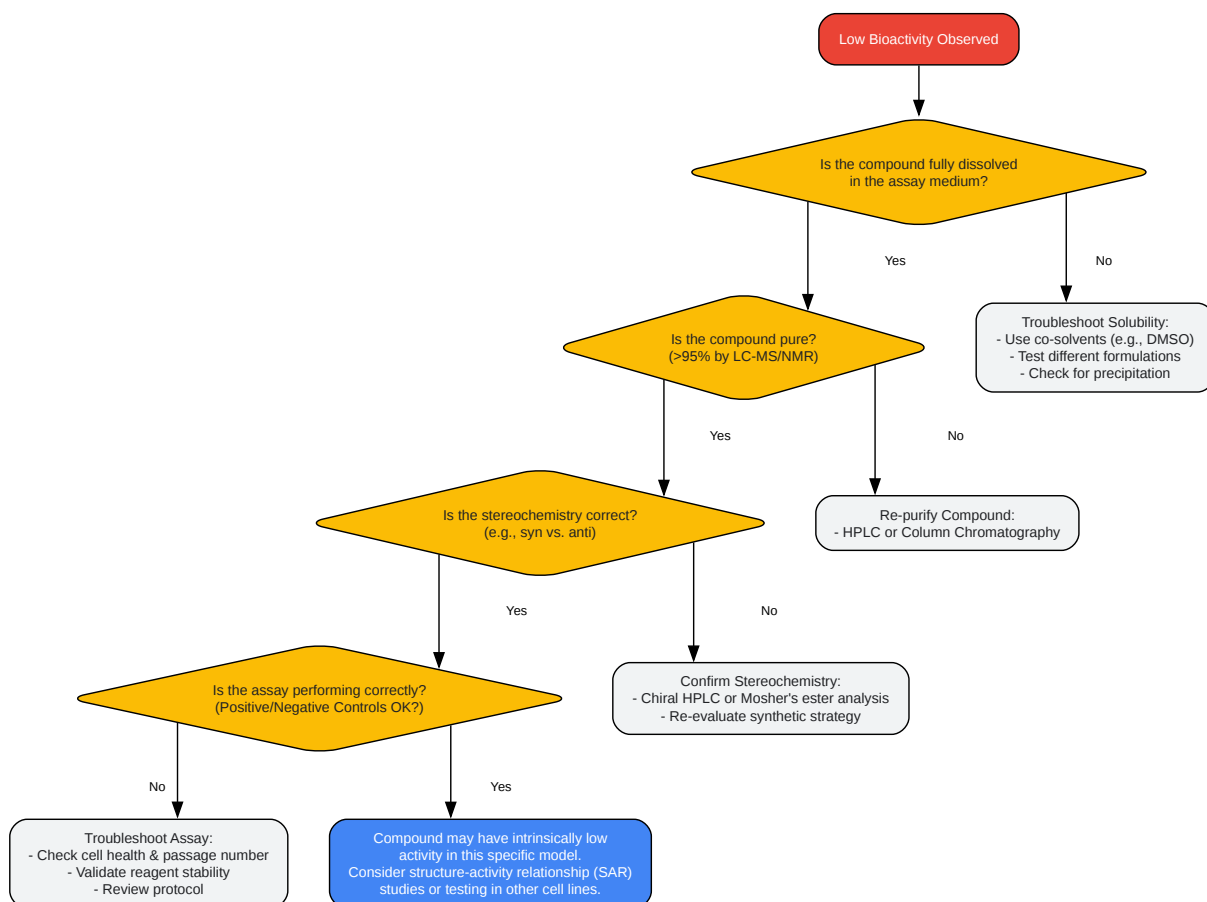 Low Bioactivity Observed
Is the compound fully dissolved
in the assay medium?
Yes
No
Is the compound pure?
(>95% by LC-MS/NMR)
Troubleshoot Solubility:
- Use co-solvents (e.g., DMSO)
- Test different formulations
- Check for precipitation
Yes
No
Is the stereochemistry correct?
(e.g., syn vs. anti)
Re-purify Compound:
- HPLC or Column Chromatography
Yes
No
Is the assay performing correctly?
(Positive/Negative Controls OK?)
Confirm Stereochemistry:
- Chiral HPLC or Mosher's ester analysis
- Re-evaluate synthetic strategy
No
Yes
Troubleshoot Assay:
- Check cell health & passage number
- Validate reagent stability
- Review protocol
Compound may have intrinsically low
activity in this specific model.
Consider structure-activity relationship (SAR)
studies or testing in other cell lines.